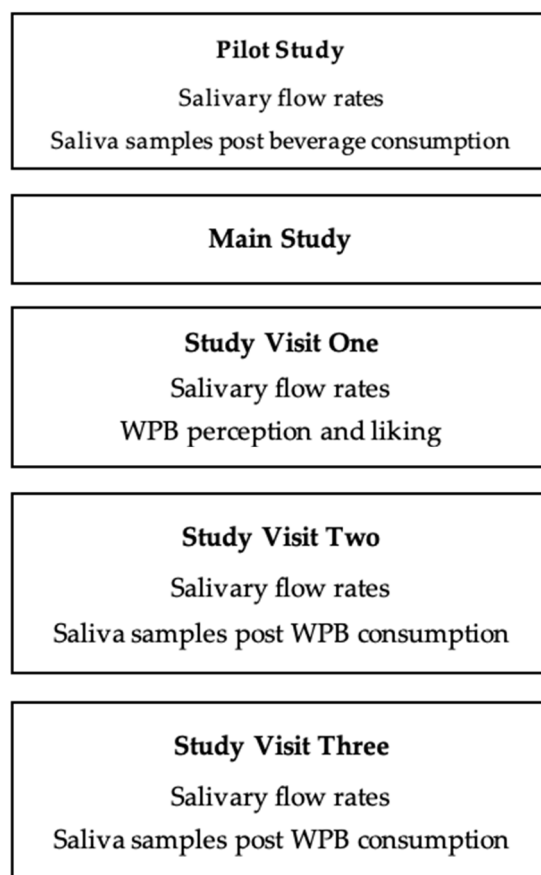 Pilot Study
Salivary flow rates
Saliva samples post beverage consumption
Main Study
Study Visit One
Salivary flow rates
WPB perception and liking
Study Visit Two
Salivary flow rates
Saliva samples post WPB consumption
Study Visit Three
Salivary flow rates
Saliva samples post WPB consumption